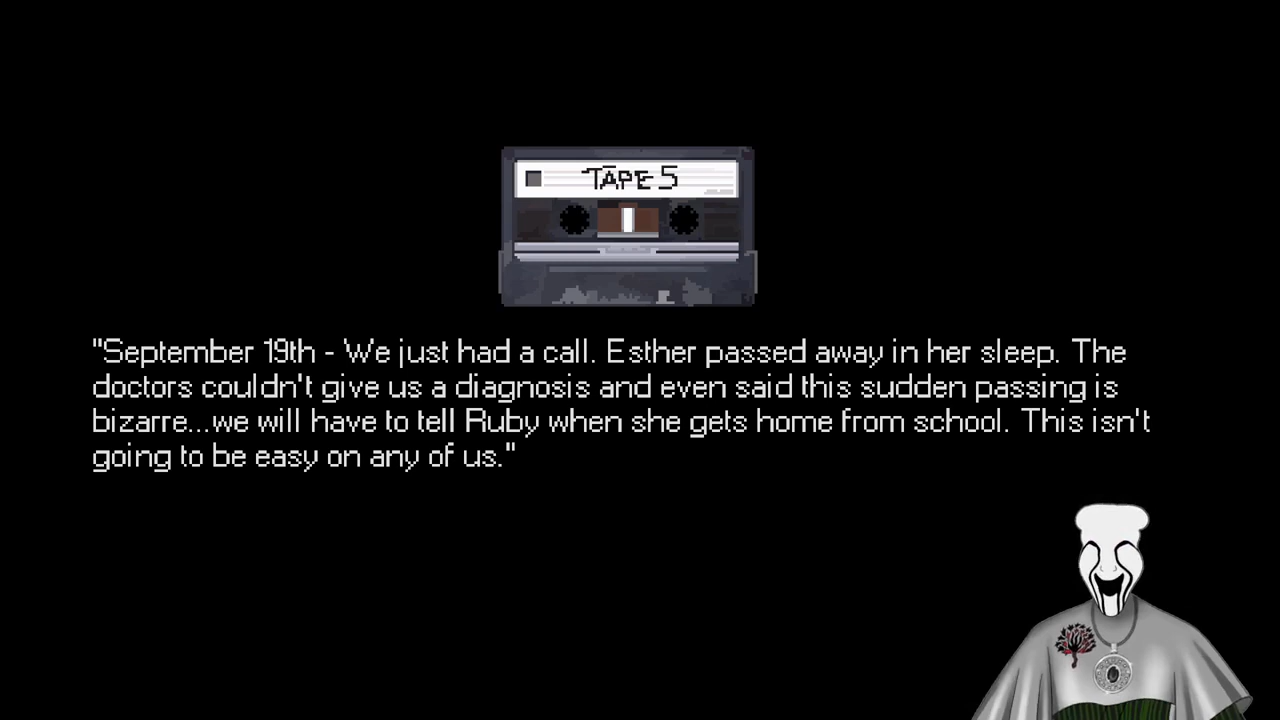 TAPE 5
"September 19th - We just had a call. Esther passed away in her sleep. The
doctors couldn't give us a diagnosis and even said this sudden passing is
bizarre...we will have to tell Ruby when she gets home from school. This isn't
going to be easy on any of us."